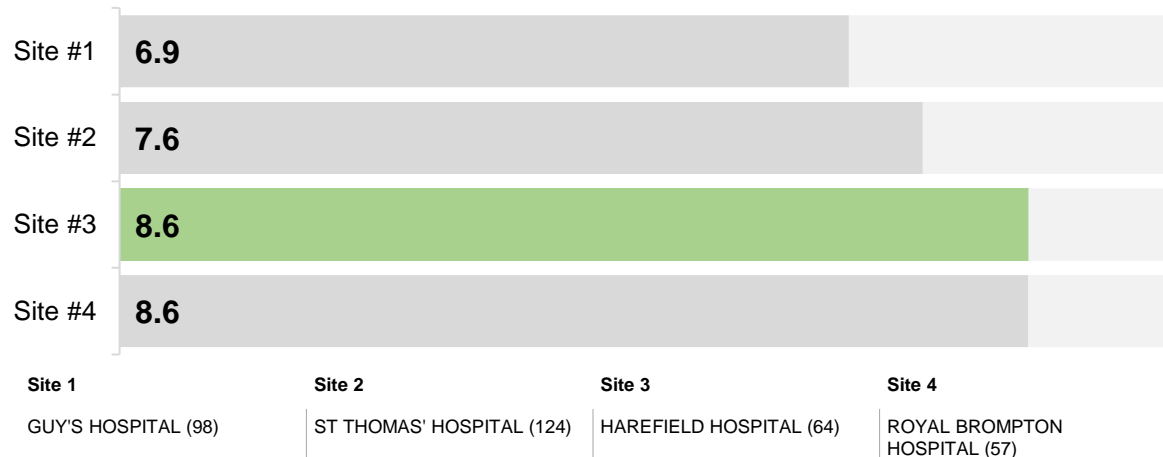 Site #1
6.9
Site #2
7.6
Site #3
8.6
Site #4
8.6
Site 1
Site 2
Site 3
Site 4
GUY'S HOSPITAL (98)
ST THOMAS' HOSPITAL (124)
HAREFIELD HOSPITAL (64)
ROYAL BROMPTON
HOSPITAL (57)